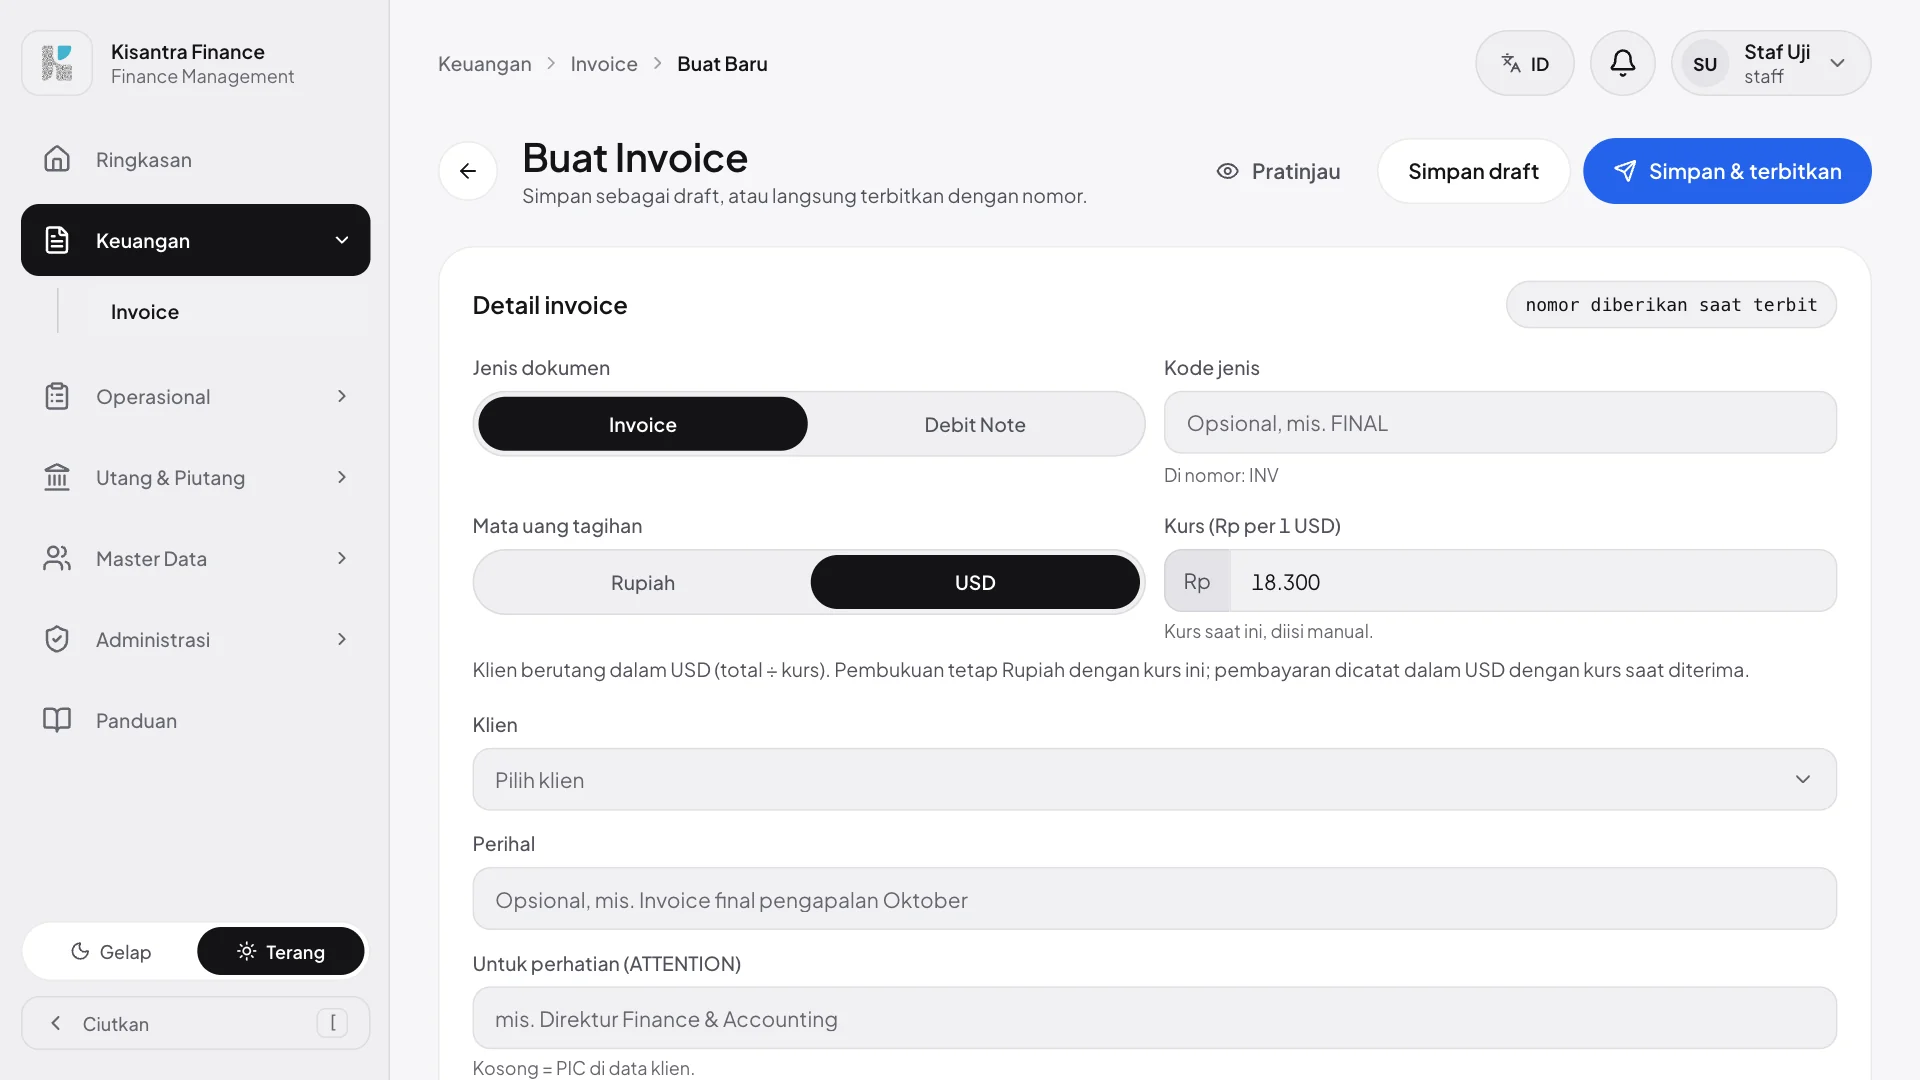 Kisantra Finance
Finance Management
Ringkasan
Keuangan
Invoice
Operasional
Utang & Piutang
Master Data
Administrasi
Panduan
Gelap
Terang
Ciutkan
[
Keuangan > Invoice > Buat Baru
ID
SU
Staf Uji
staff
Buat Invoice
Simpan sebagai draft, atau langsung terbitkan dengan nomor.
Pratinjau
Simpan draft
Simpan & terbitkan
Detail invoice
nomor diberikan saat terbit
Jenis dokumen
Invoice
Debit Note
Kode jenis
Opsional, mis. FINAL
Di nomor: INV
Mata uang tagihan
Rupiah
USD
Kurs (Rp per 1 USD)
Rp
18.300
Kurs saat ini, diisi manual.
Klien berutang dalam USD (total ÷ kurs). Pembukuan tetap Rupiah dengan kurs ini; pembayaran dicatat dalam USD dengan kurs saat diterima.
Klien
Pilih klien
Perihal
Opsional, mis. Invoice final pengapalan Oktober
Untuk perhatian (ATTENTION)
mis. Direktur Finance & Accounting
Kosong = PIC di data klien.